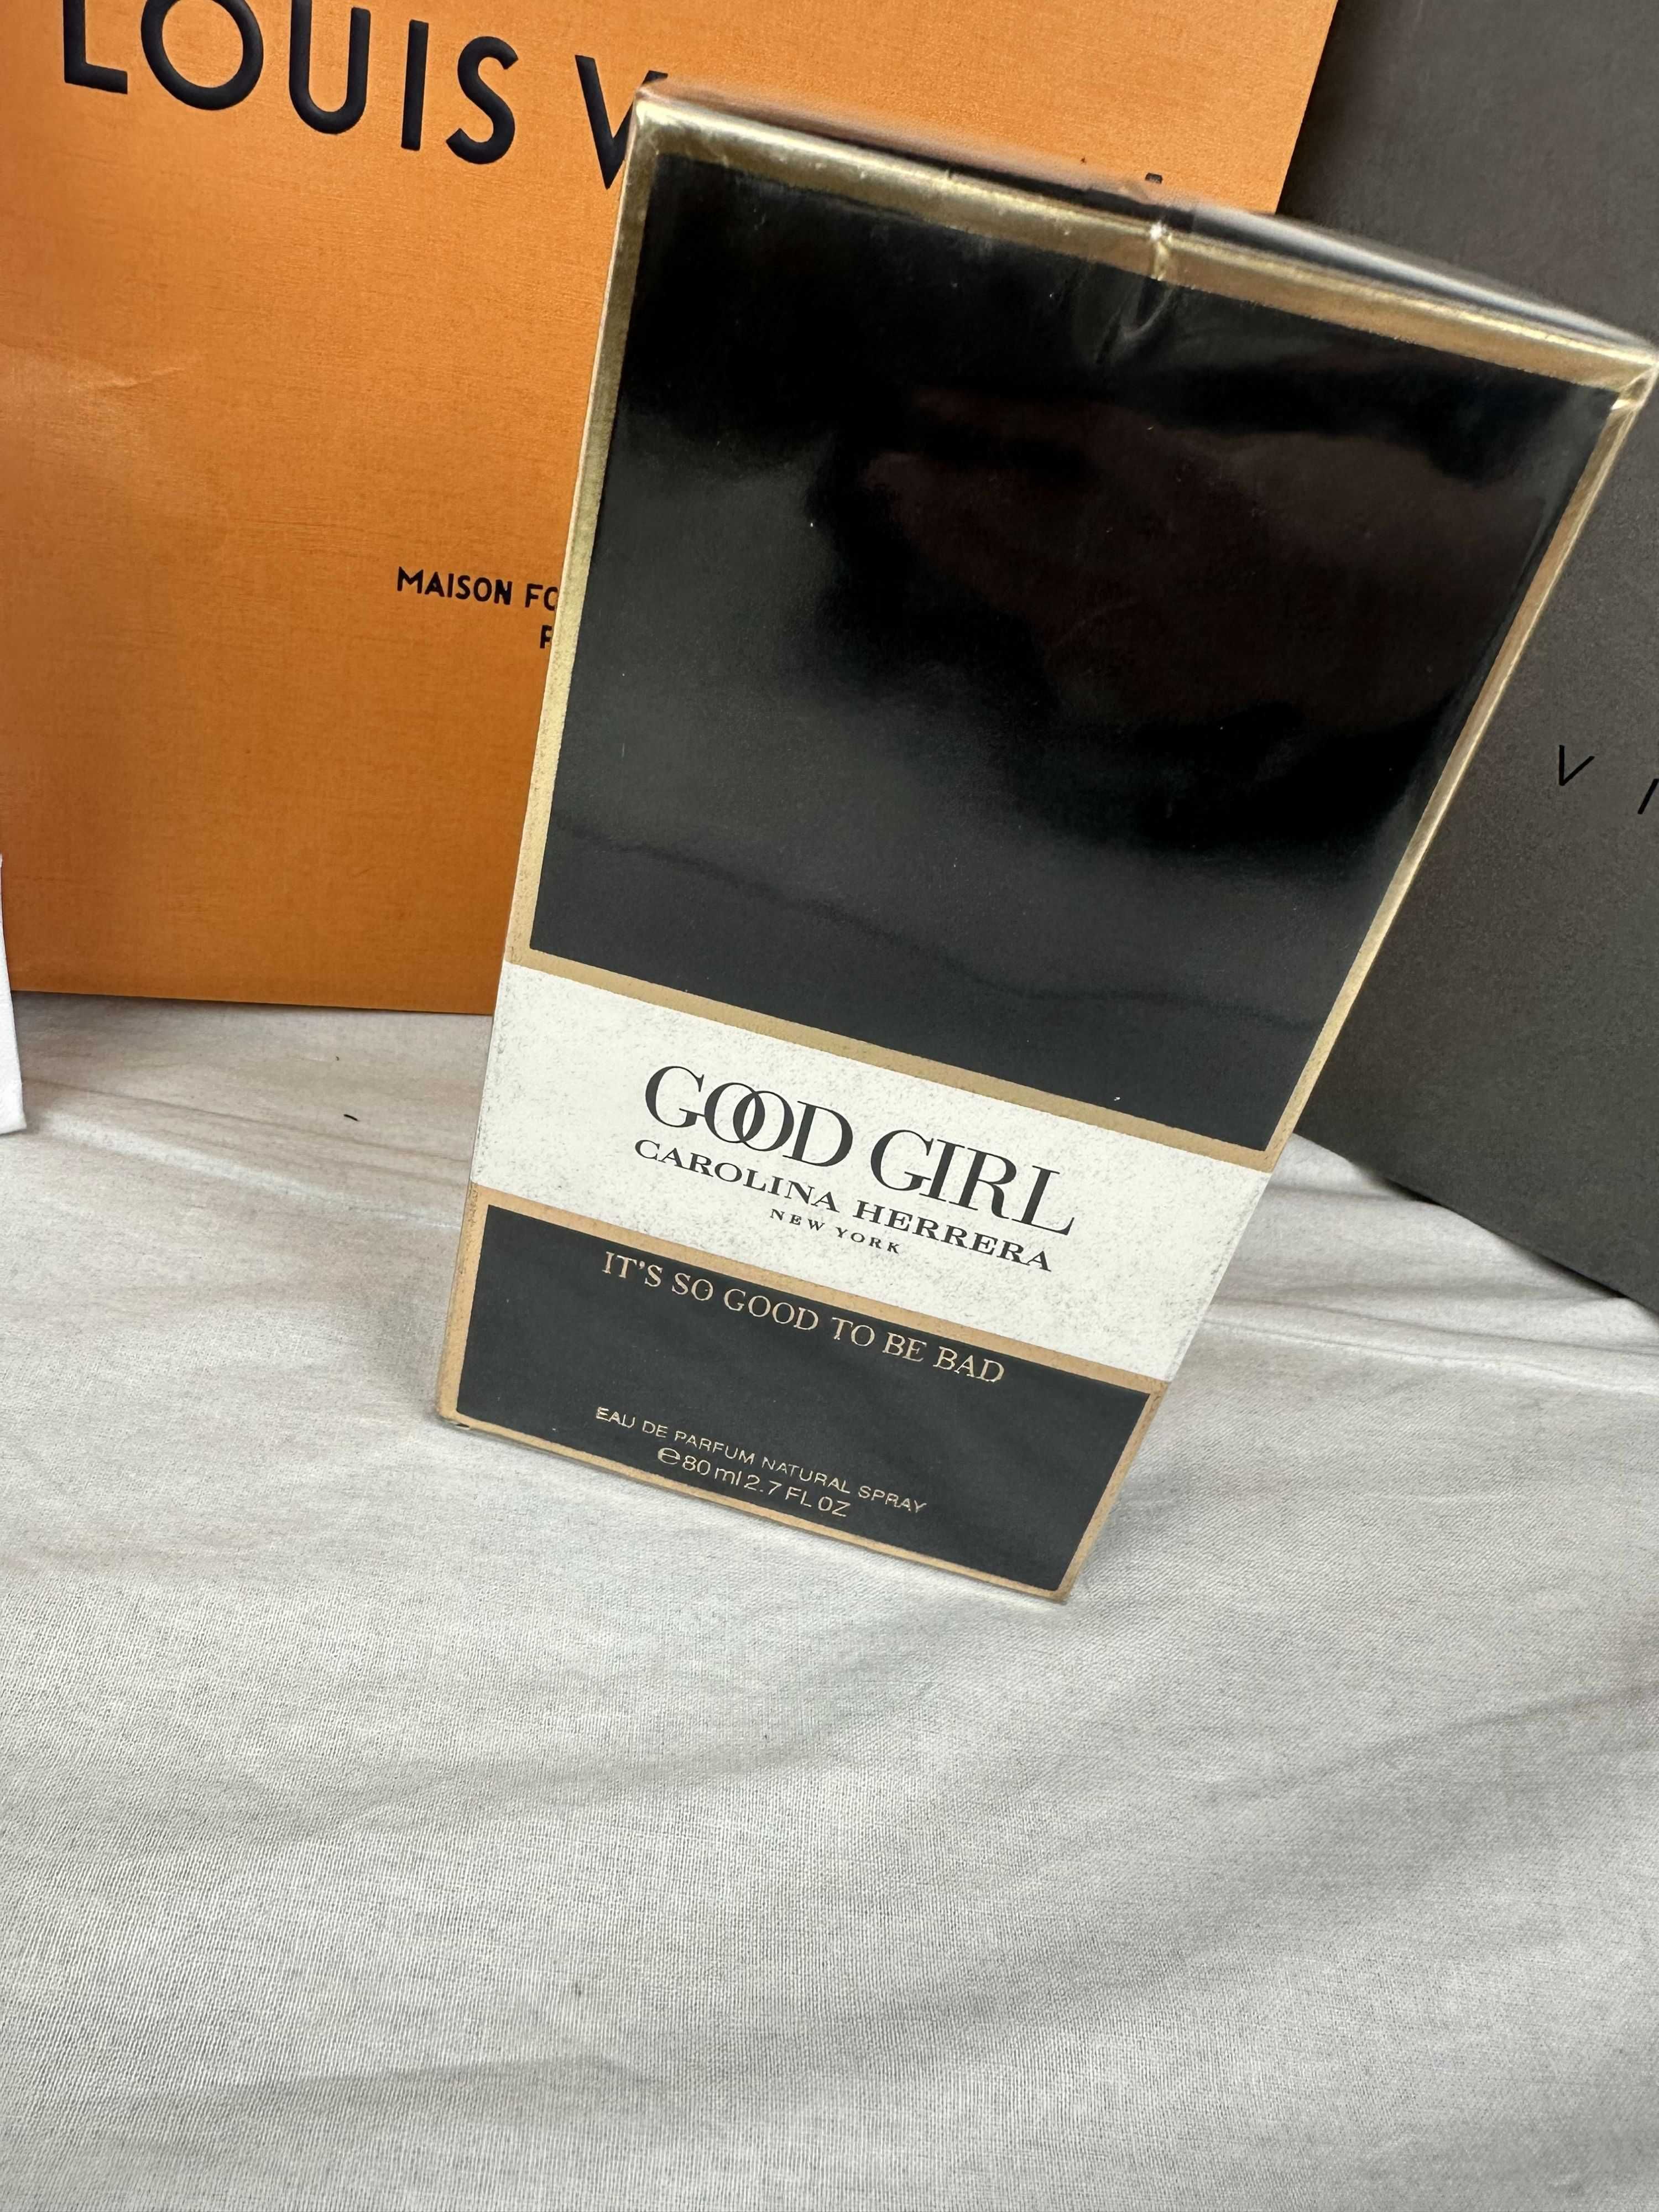 LOUIS V
MAISON FO
P
V I
GOOD GIRL
CAROLINA HERRERA
NEW YORK
IT'S SO GOOD TO BE BAD
EAU DE PARFUM NATURAL SPRAY
℮80 ml 2.7 FL OZ